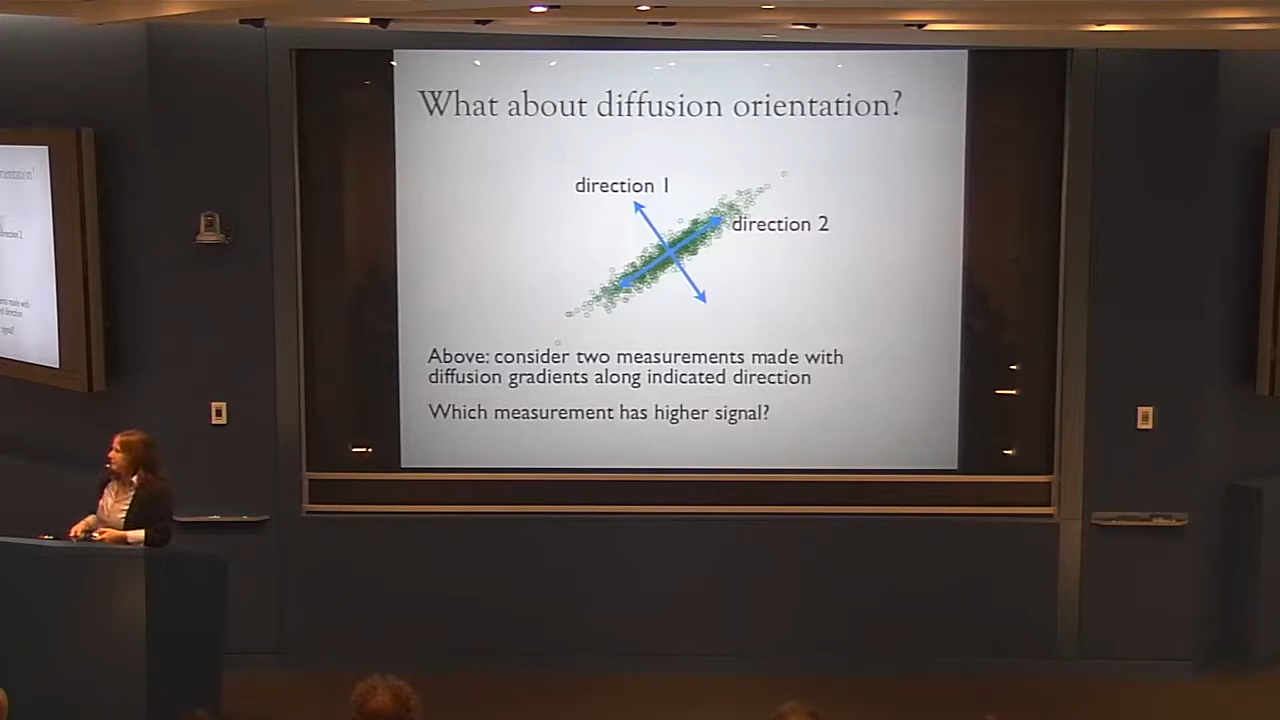 What about diffusion orientation?
direction 1
direction 2
Above: consider two measurements made with
diffusion gradients along indicated direction
Which measurement has higher signal?